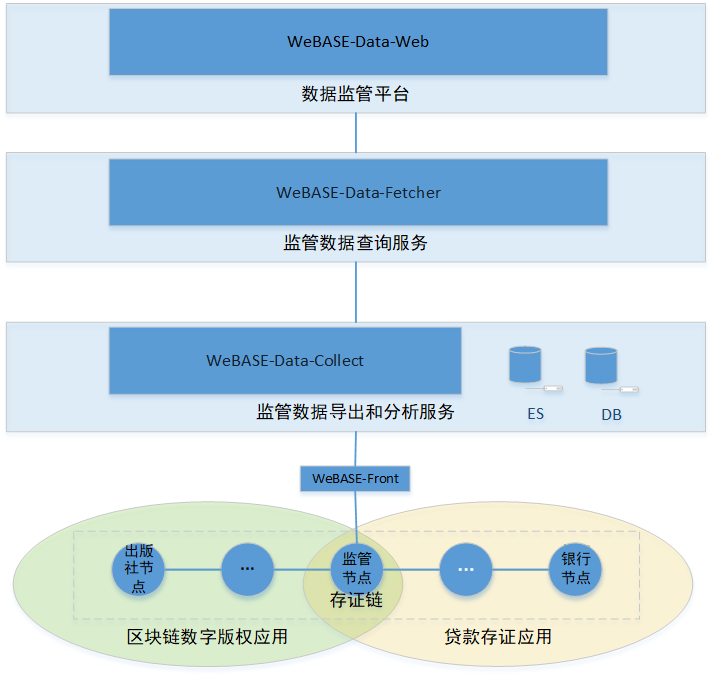 WeBASE-Data-Web
数据监管平台
WeBASE-Data-Fetcher
监管数据查询服务
WeBASE-Data-Collect
监管数据导出和分析服务
ES
DB
WeBASE-Front
出版
社节
点
...
监管
节点
...
银行
节点
存证链
区块链数字版权应用
贷款存证应用